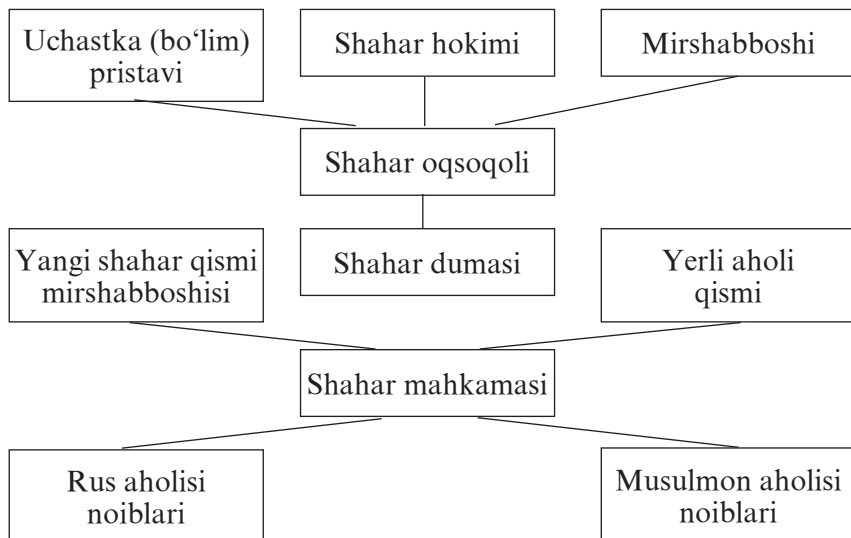 Uchastka (bo‘lim)
pristavi
Shahar hokimi
Mirshabboshi
Shahar oqsoqoli
Yangi shahar qismi
mirshabboshisi
Shahar dumasi
Yerli aholi
qismi
Shahar mahkamasi
Rus aholisi
noiblari
Musulmon aholisi
noiblari